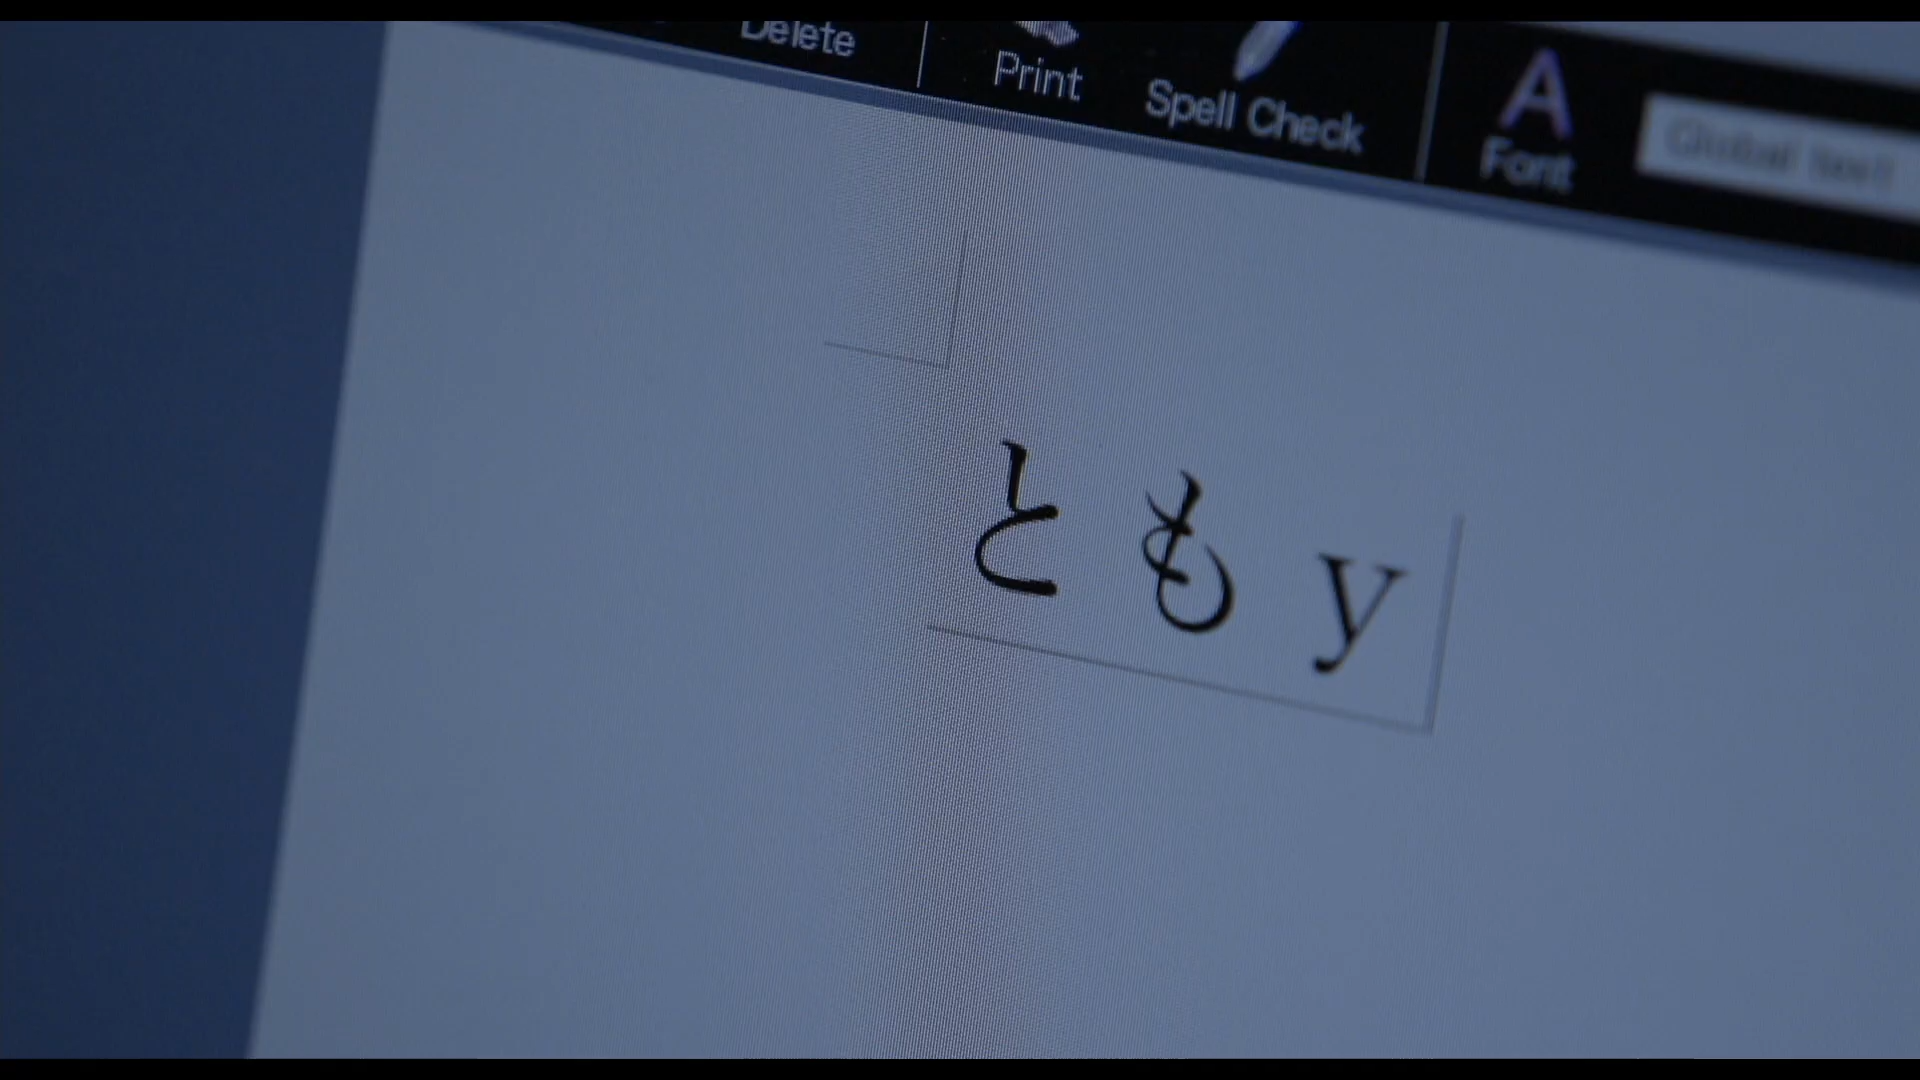 Delete
Print
Spell Check
Font
ともy